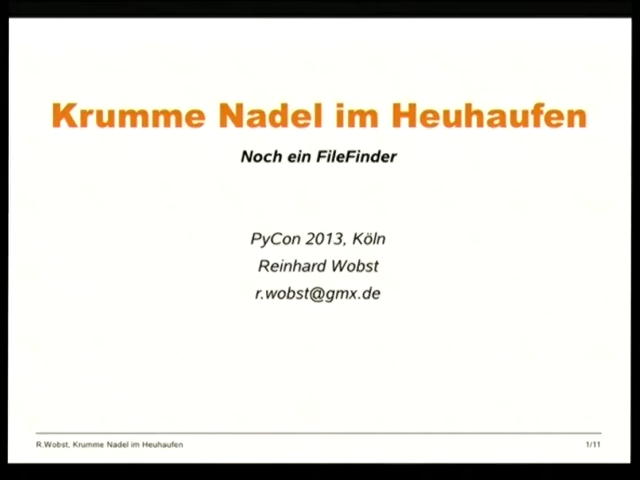 Krumme Nadel im Heuhaufen
Noch ein FileFinder
PyCon 2013, Köln
Reinhard Wobst
r.wobst@gmx.de
R.Wobst, Krumme Nadel im Heuhaufen
1/11